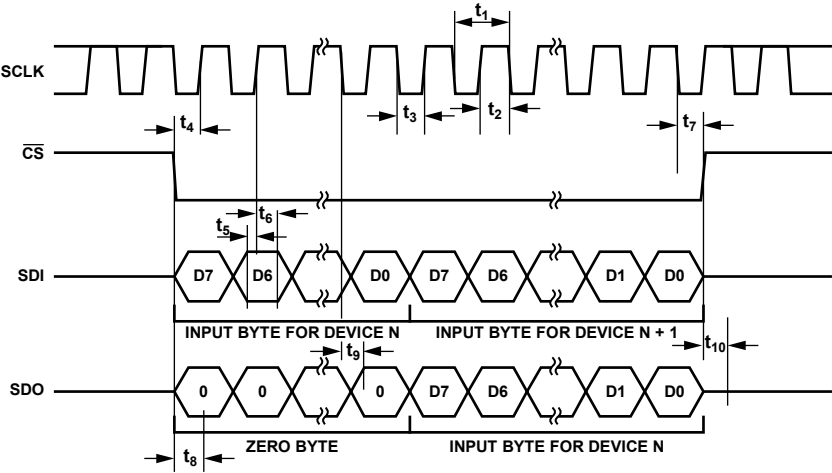 t1
SCLK
t4
t3
t2
t7
CS
t6
t5
SDI
D7
D6
D0
D7
D6
D1
D0
INPUT BYTE FOR DEVICE N
INPUT BYTE FOR DEVICE N + 1
t9
t10
SDO
0
0
0
D7
D6
D1
D0
ZERO BYTE
INPUT BYTE FOR DEVICE N
t8